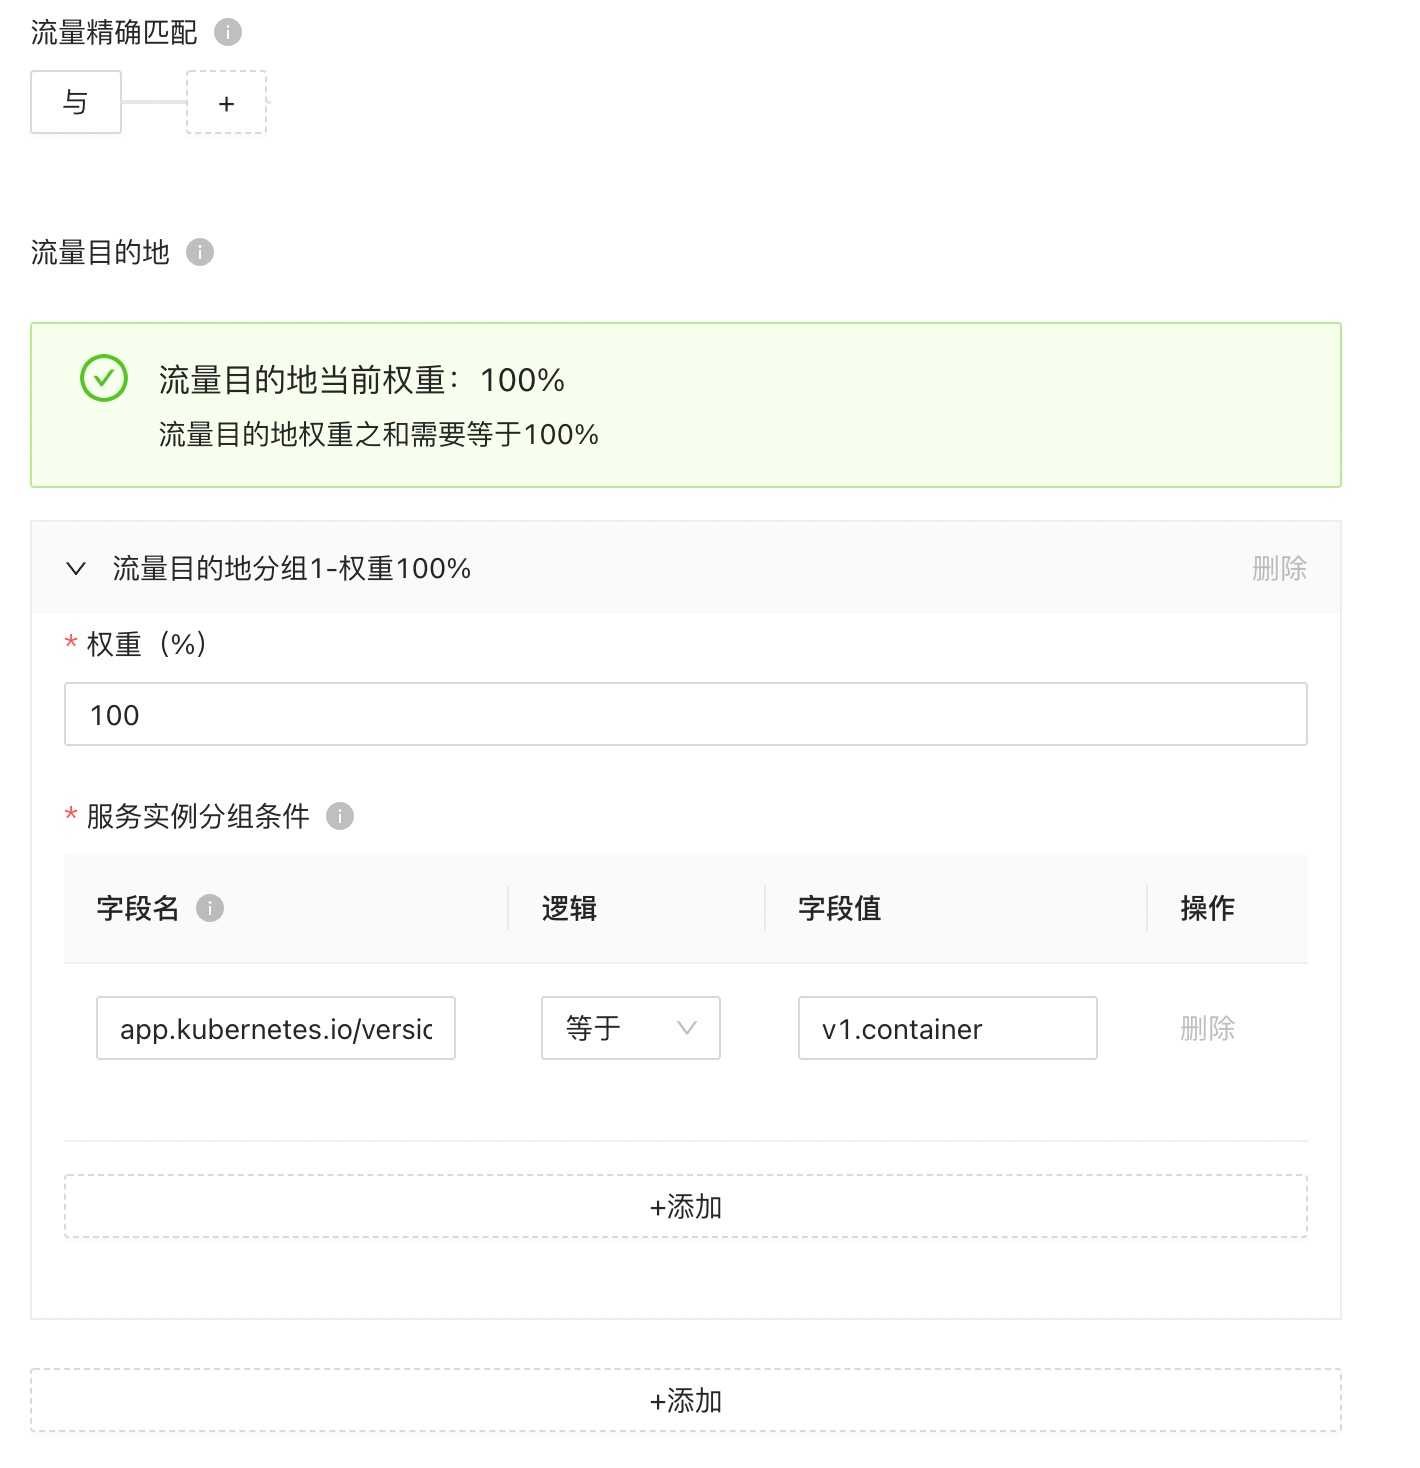 流量精确匹配
与
+
流量目的地
流量目的地当前权重：100%
流量目的地权重之和需要等于100%
流量目的地分组1-权重100%
删除
* 权重（%）
100
* 服务实例分组条件
字段名
逻辑
字段值
操作
app.kubernetes.io/versic
等于
v1.container
删除
+添加
+添加